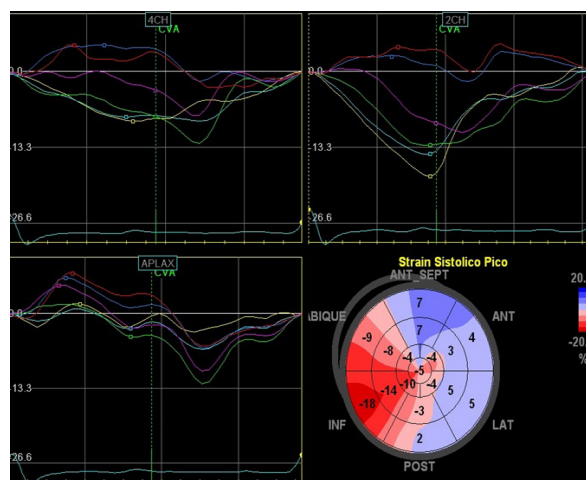 4CH
CVA
0.0
-13.3
-26.6
2CH
CVA
0.0
-13.3
-26.6
APLAX
CVA
0.0
-13.3
-26.6
Strain Sistolico Pico
ANT_SEPT
20.
ABIQUE
ANT
7
-9
7
4
-8
3
-4
-4
-5
-20.
%
-14
-10
-4
5
-18
-3
5
INF
LAT
2
POST